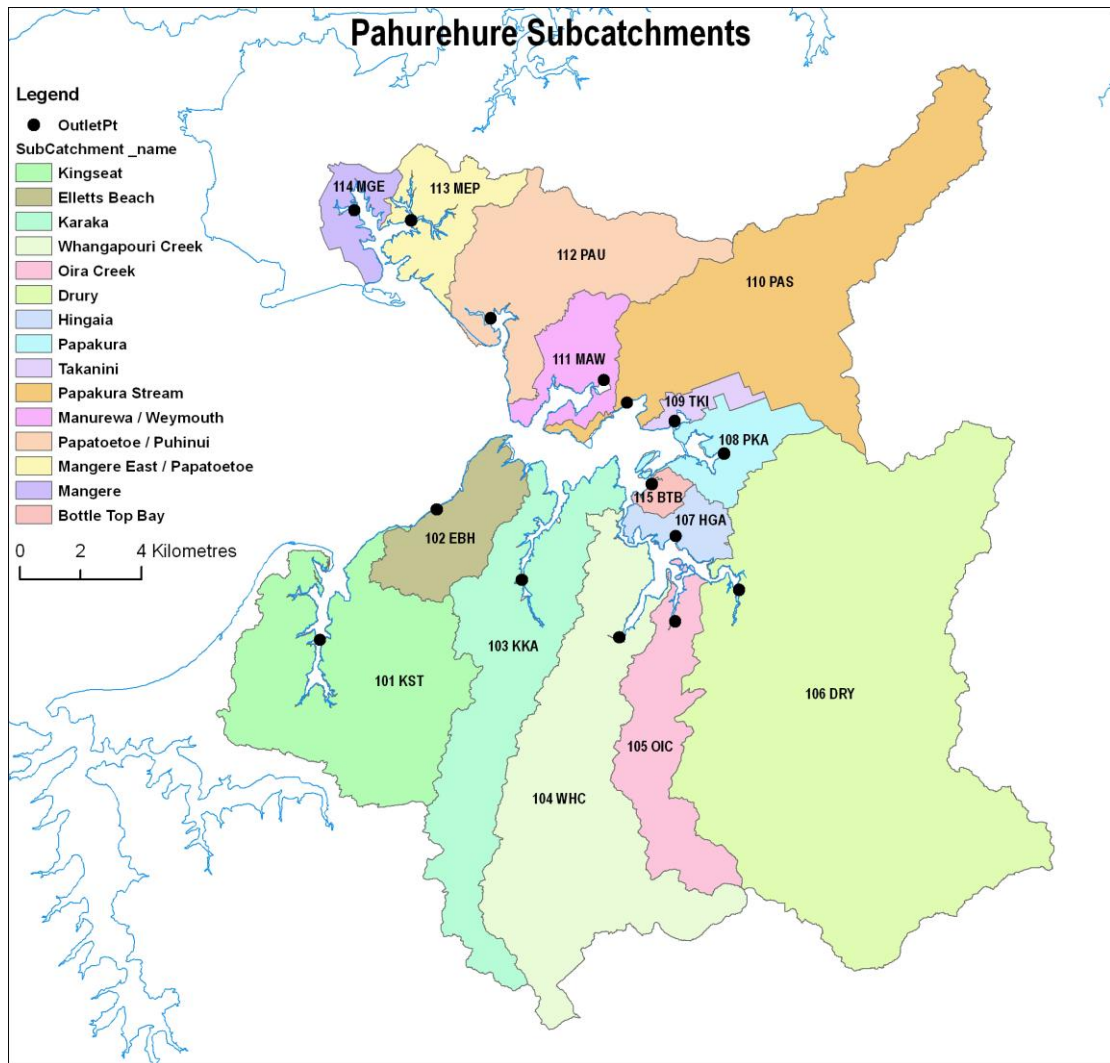 Pahurehure Subcatchments
Legend
OutletPt
SubCatchment _name
Kingseat
Elletts Beach
Karaka
Whangapouri Creek
Oira Creek
Drury
Hingaia
Papakura
Takanini
Papakura Stream
Manurewa / Weymouth
Papatoetoe / Puhinui
Mangere East / Papatoetoe
Mangere
Bottle Top Bay
0 2 4 Kilometres
114 MGE
113 MEP
112 PAU
110 PAS
111 MAW
109 TKI
108 PKA
115 BTB
107 HGA
102 EBH
103 KKA
101 KST
106 DRY
105 OIC
104 WHC